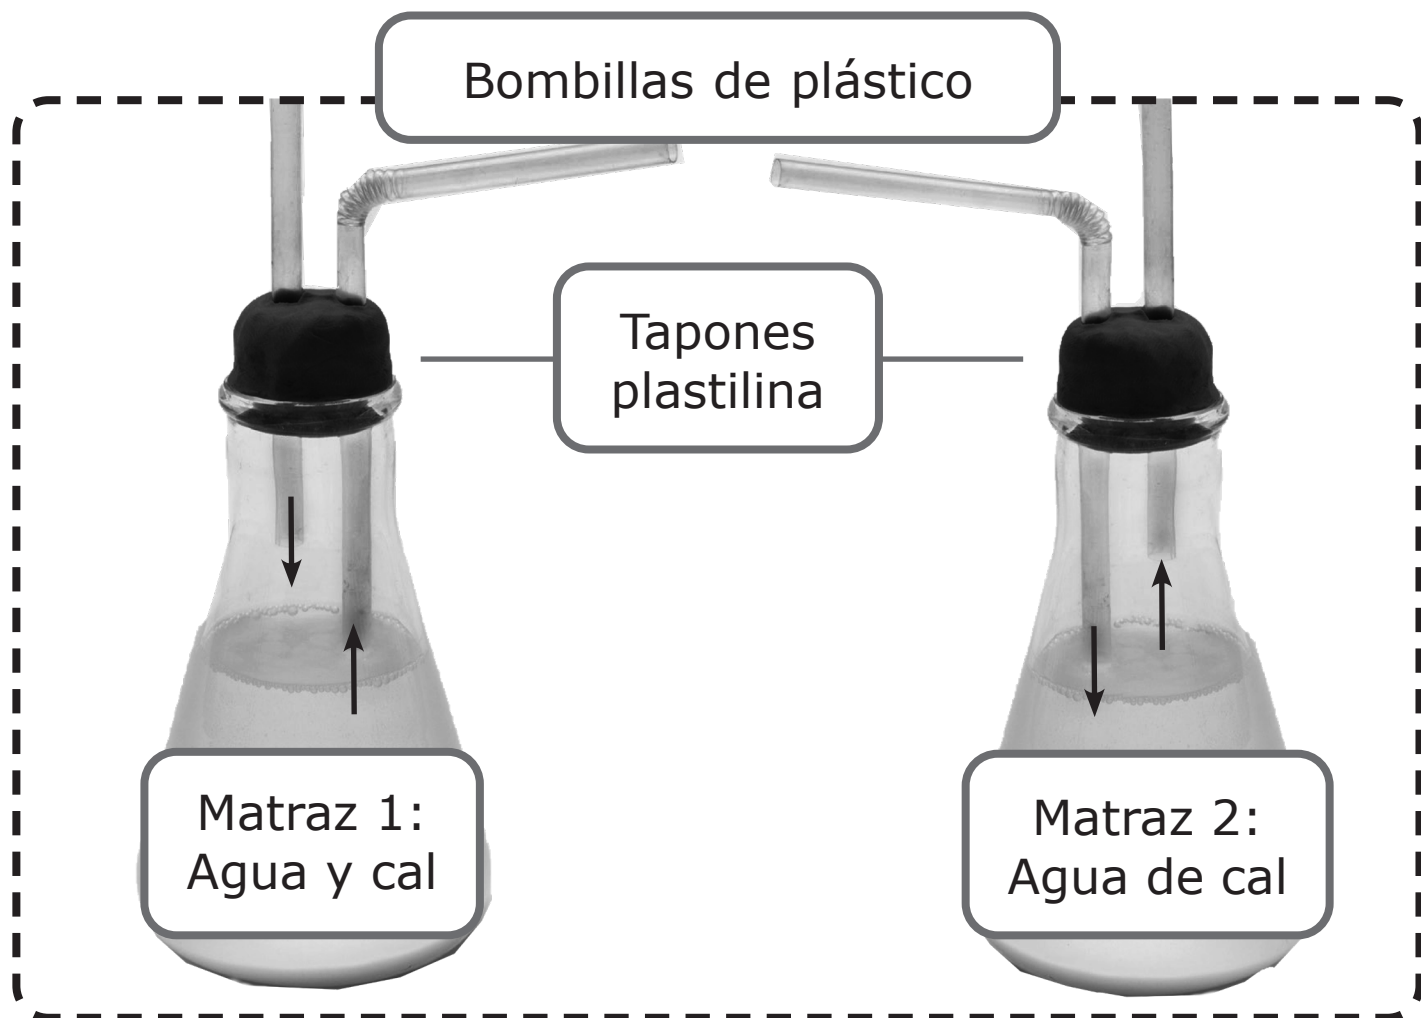 Bombillas de plástico
Tapones
plastilina
Matraz 1:
Agua y cal
Matraz 2:
Agua de cal